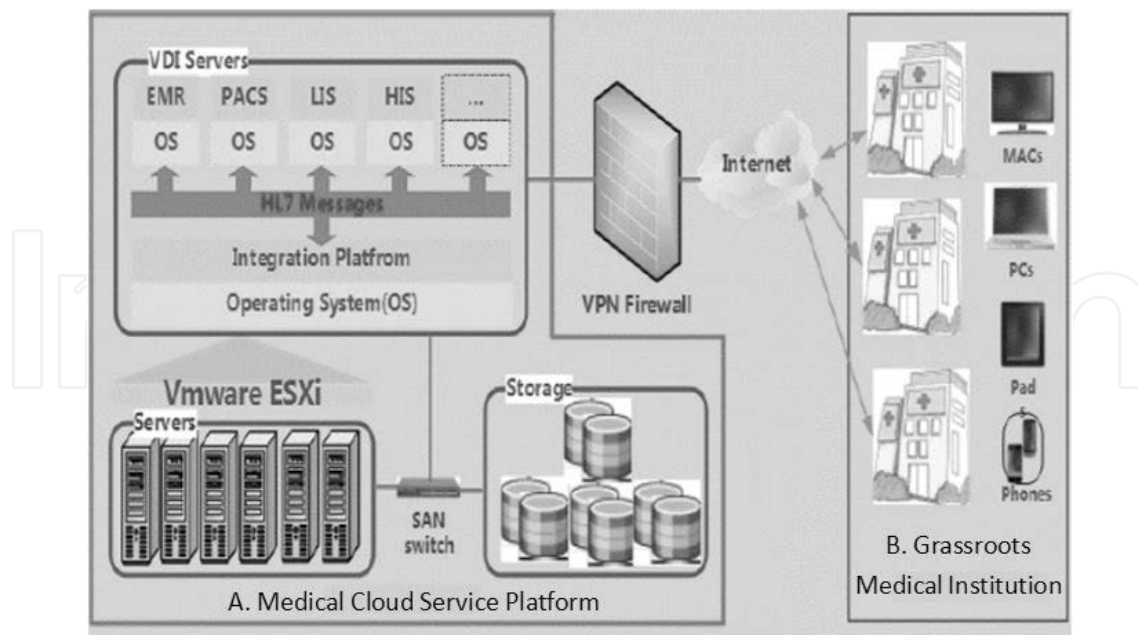 VDI Servers
EMR PACS LIS HIS ...
OS OS OS OS OS
HL7 Messages
Integration Platfrom
Operating System(OS)
Vmware ESXi
Servers
SAN
switch
Storage
A. Medical Cloud Service Platform
VPN Firewall
Internet
MACs
PCs
Pad
s
Phones
B. Grassroots
Medical Institution